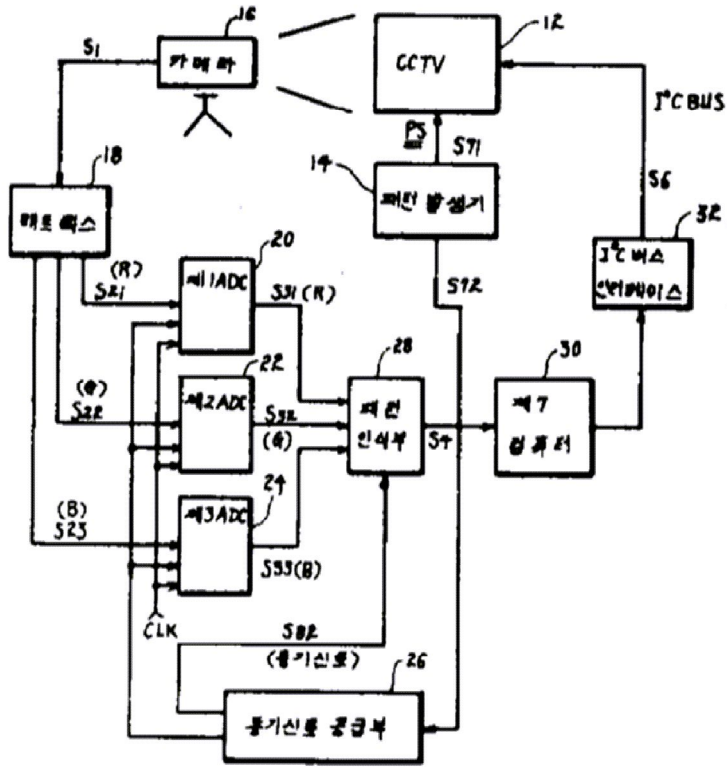 16
12
S1
카메라
CCTV
I²C BUS
PS
S71
18
14
패턴 발생기
S6
32
매트릭스
I²C 버스
인터페이스
20
(R)
S21
제1ADC
S31(R)
S72
22
28
30
(G)
S22
제2ADC
S32
(G)
패턴
인식부
S4
제7
컴퓨터
24
(B)
S23
제3ADC
S33(B)
CLK
S82
(동기신호)
26
동기신호 공급부